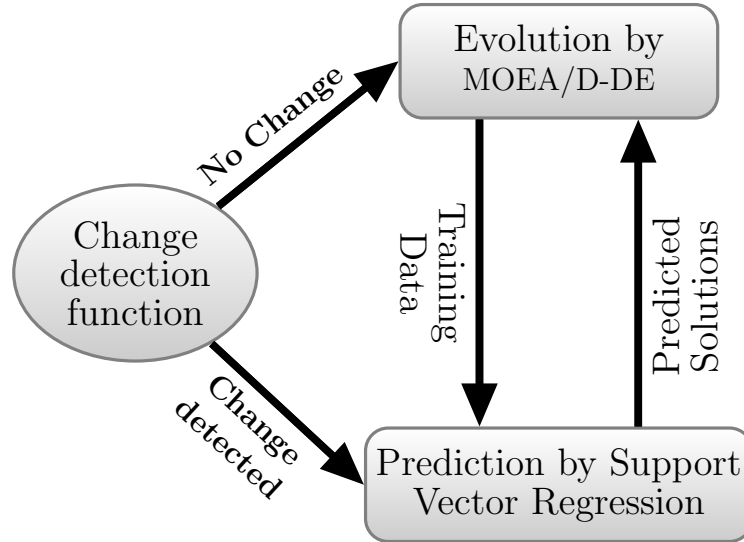 Evolution by
MOEA/D-DE
No Change
Change
detection
function
Training
Data
Predicted
Solutions
Change
detected
Prediction by Support
Vector Regression